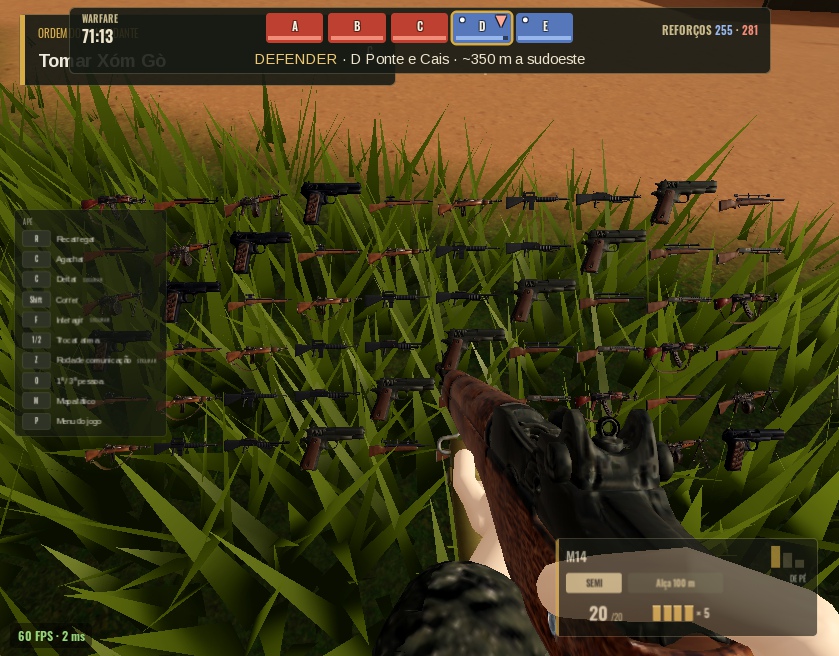 WARFARE
71:13
A
B
C
D
E
REFORÇOS 255 · 281
DEFENDER · D Ponte e Cais · ~350 m a sudoeste
ORDEM
Tomar Xóm Gò
R Recarregar
C Agachar
C Deitar
Shift Correr
F Interagir
1/2 Trocar arma
Z Roda de comunicação
O 1ª/3ª pessoa
M Mapa tático
P Menu do jogo
M14
DE PÉ
SEMI
Alça 100 m
20 /20
× 5
60 FPS · 2 ms